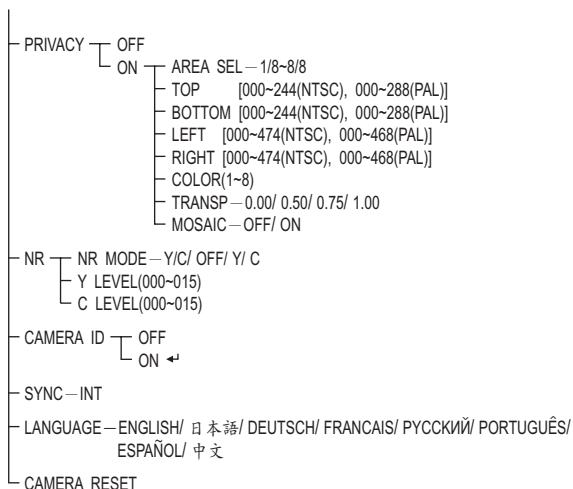 PRIVACY OFF
ON AREA SEL－1/8~8/8
TOP [000~244(NTSC), 000~288(PAL)]
BOTTOM [000~244(NTSC), 000~288(PAL)]
LEFT [000~474(NTSC), 000~468(PAL)]
RIGHT [000~474(NTSC), 000~468(PAL)]
COLOR(1~8)
TRANSP－0.00/ 0.50/ 0.75/ 1.00
MOSAIC－OFF/ ON
NR NR MODE－Y/C/ OFF/ Y/ C
Y LEVEL(000~015)
C LEVEL(000~015)
CAMERA ID OFF
ON ↵
SYNC－INT
LANGUAGE－ENGLISH/ 日本語/ DEUTSCH/ FRANCAIS/ РУССКИЙ/ PORTUGUÊS/
ESPAÑOL/ 中文
CAMERA RESET